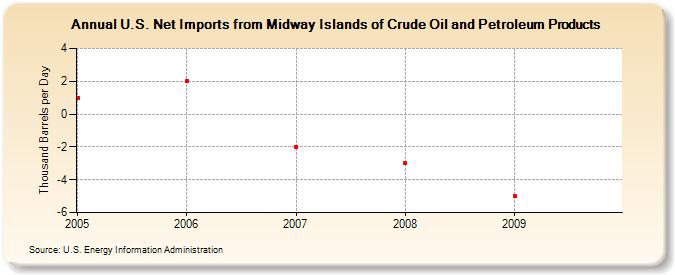 Annual U.S. Net Imports from Midway Islands of Crude Oil and Petroleum Products
Thousand Barrels per Day
4
2
0
-2
-4
-6
2005 2006 2007 2008 2009
Source: U.S. Energy Information Administration